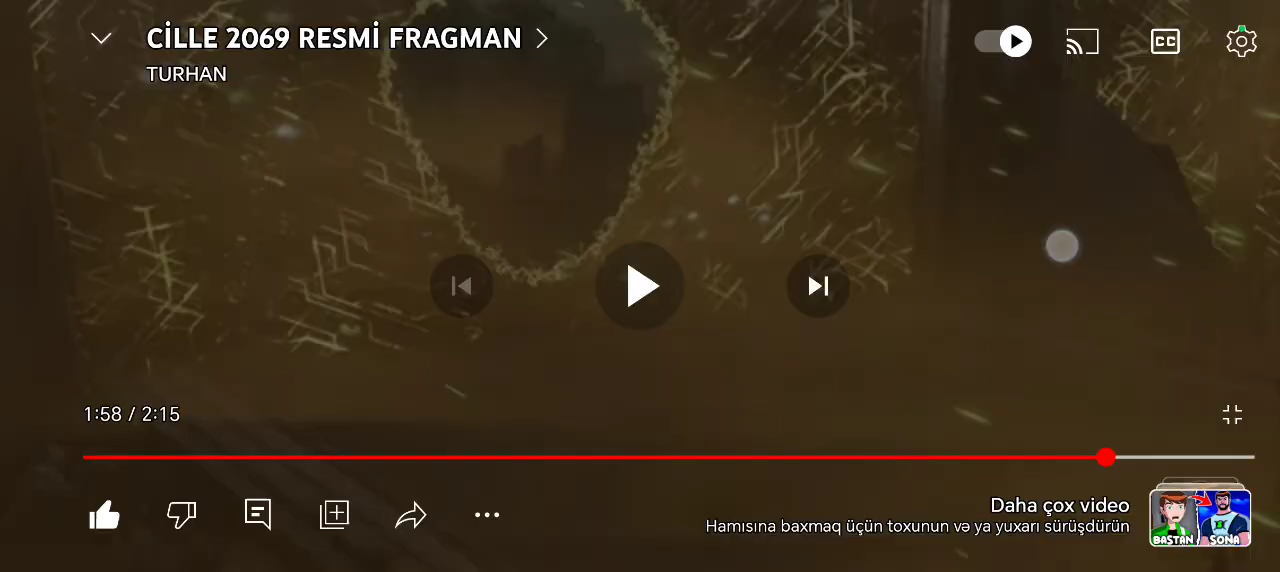 CİLLE 2069 RESMİ FRAGMAN
TURHAN
CC
1:58 / 2:15
Daha çox video
Hamısına baxmaq üçün toxunun və ya yuxarı sürüşdürün
BAŞTAN SONA